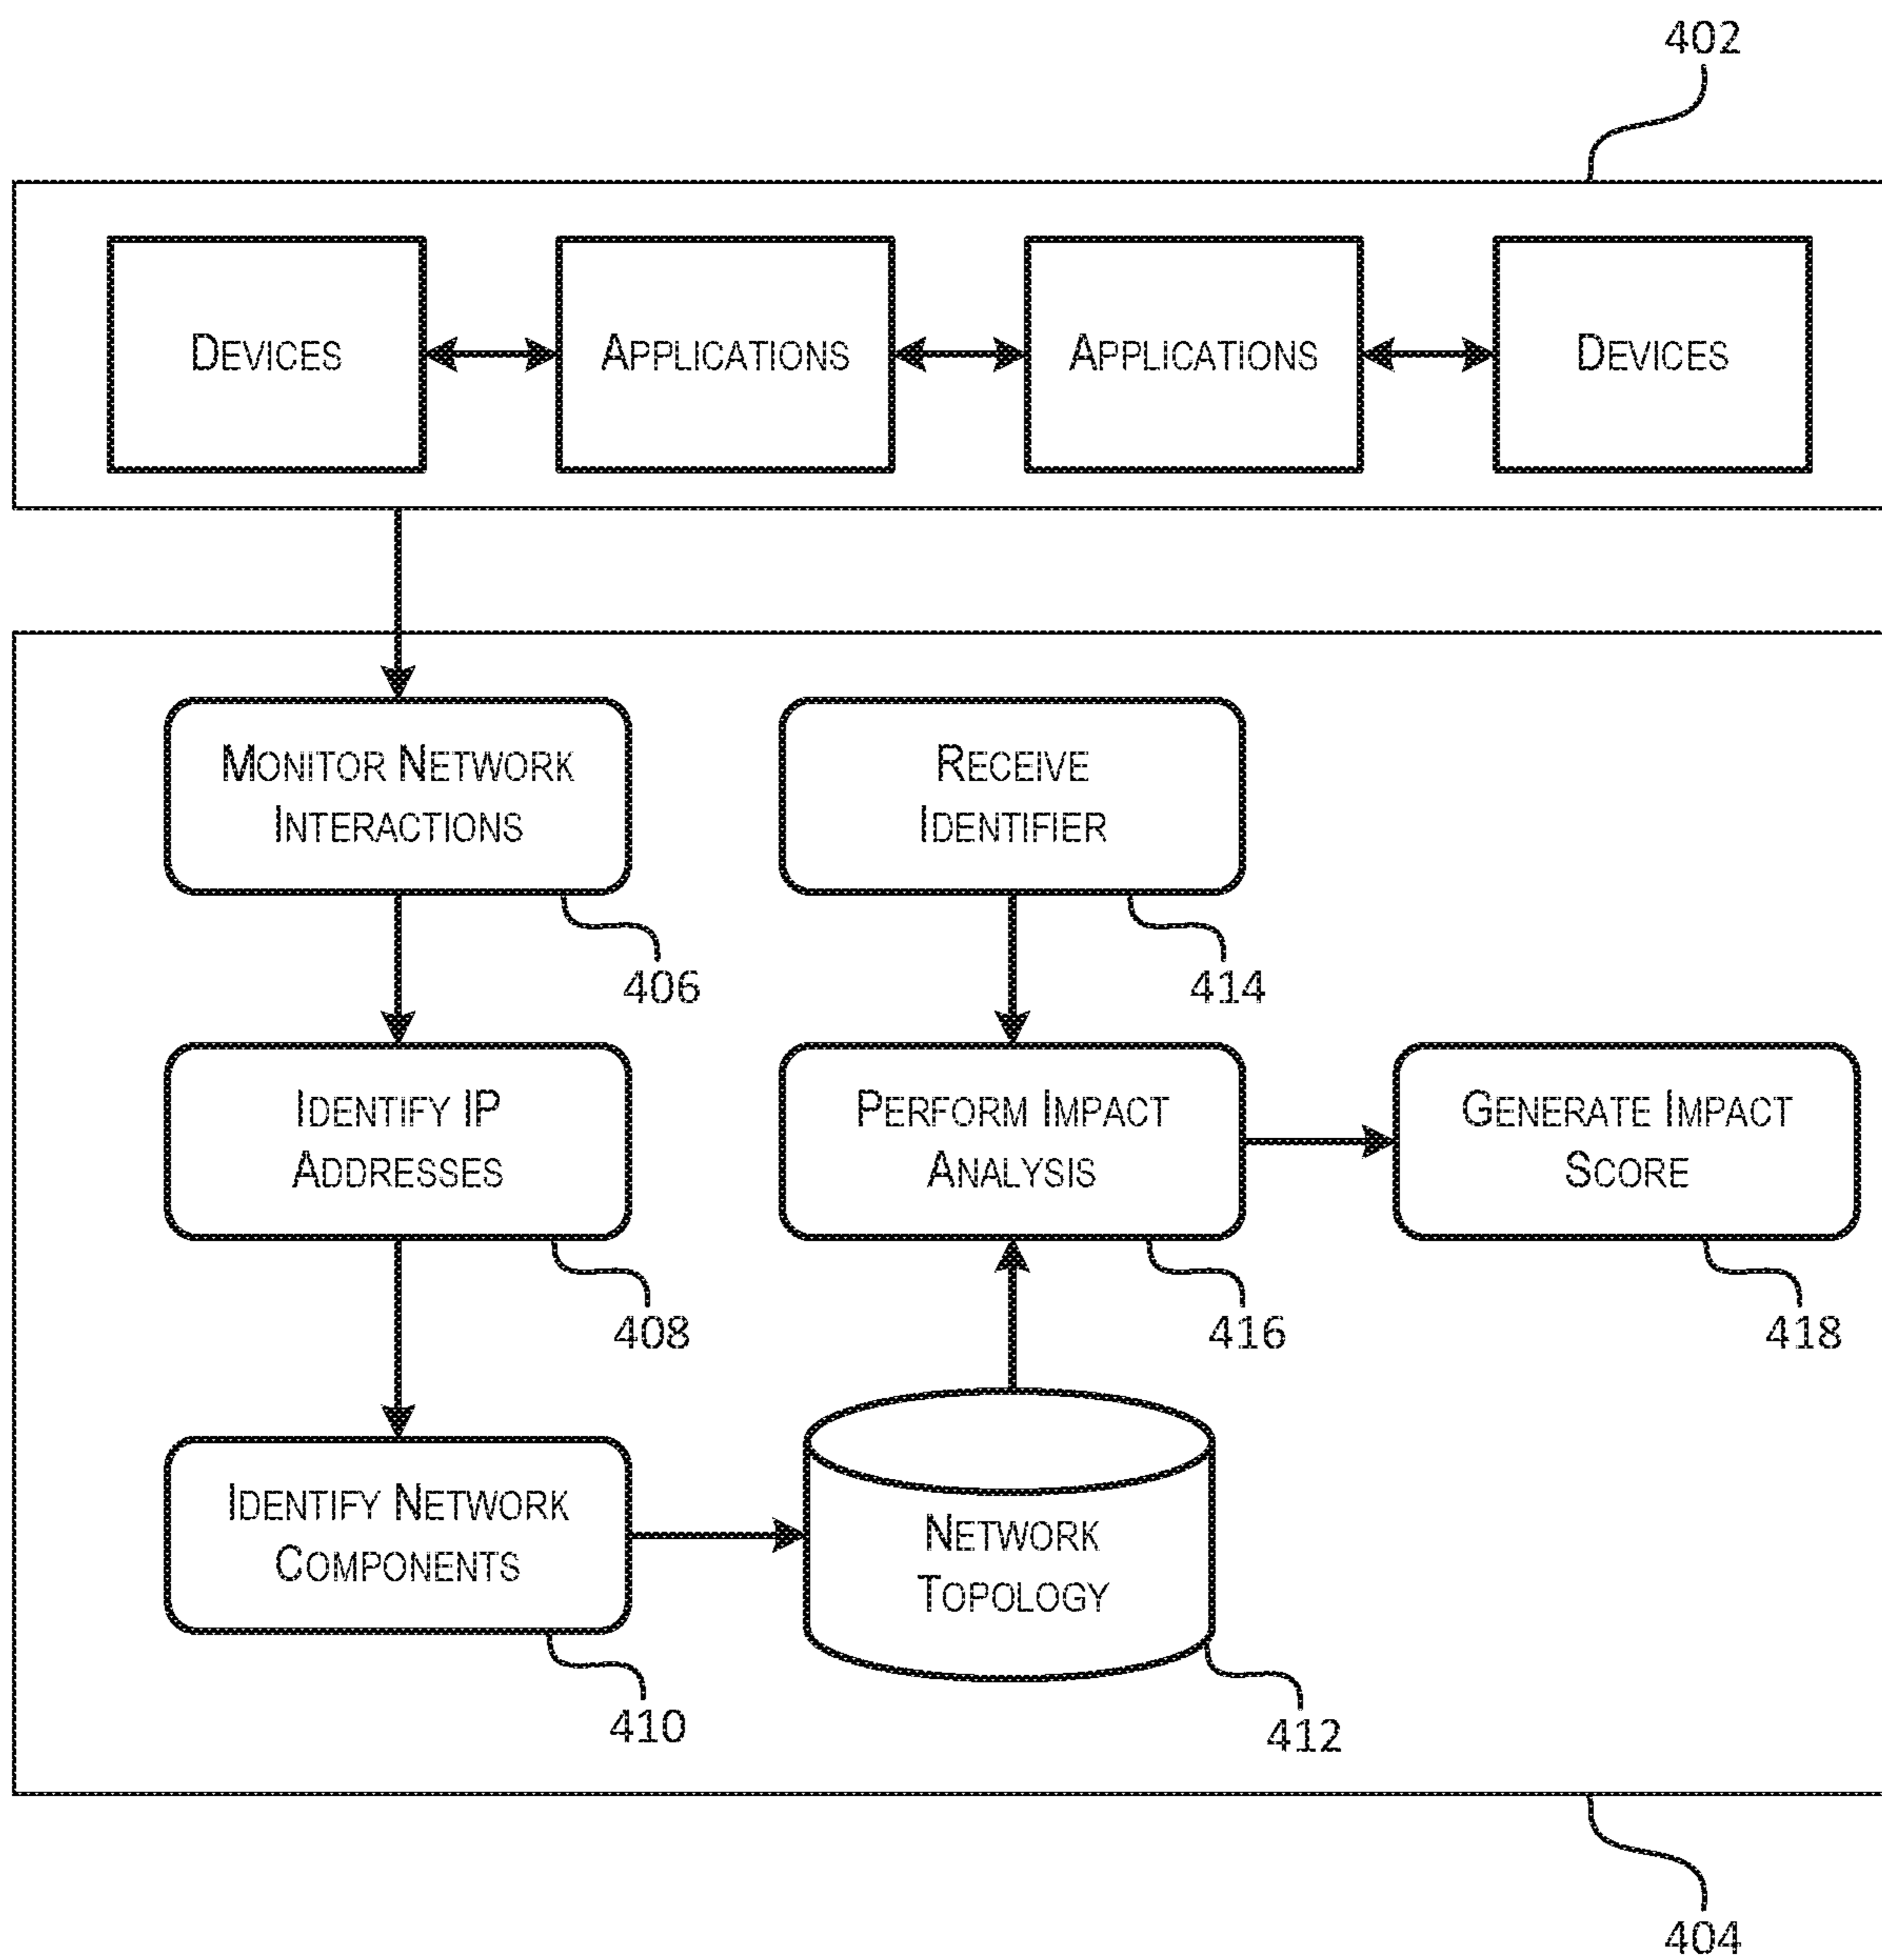 402
DEVICES
APPLICATIONS
APPLICATIONS
DEVICES
MONITOR NETWORK
INTERACTIONS
406
RECEIVE
IDENTIFIER
414
IDENTIFY IP
ADDRESSES
408
PERFORM IMPACT
ANALYSIS
416
GENERATE IMPACT
SCORE
418
IDENTIFY NETWORK
COMPONENTS
410
NETWORK
TOPOLOGY
412
404